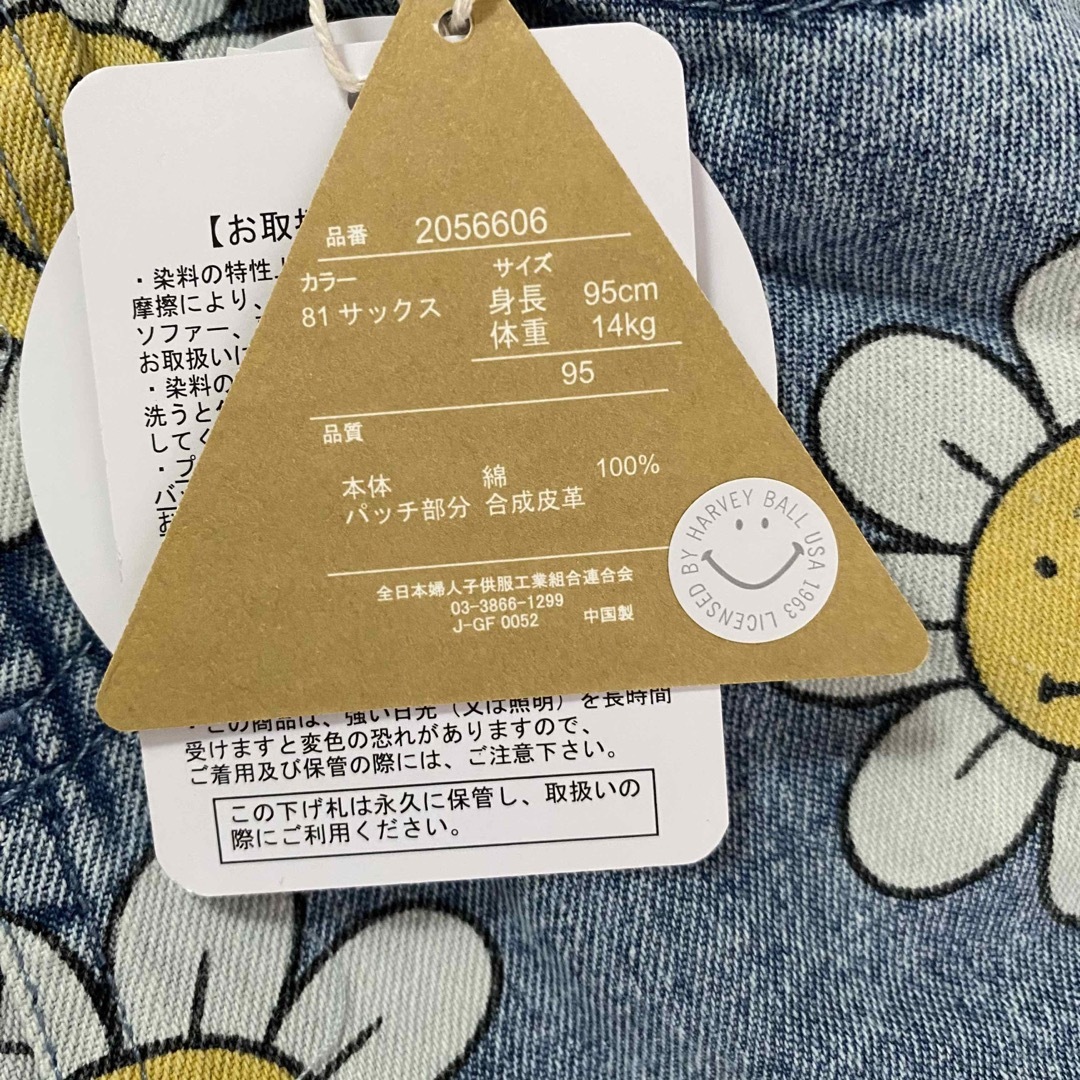 品番 2056606
カラー サイズ
81 サックス 身長 95cm
体重 14kg
95
品質
本体 綿 100%
パッチ部分 合成皮革
全日本婦人子供服工業組合連合会
03-3866-1299
J-GF 0052 中国製
LICENSED BY HARVEY BALL USA 1963
【お取扱
・染料の特性
摩擦により、
ソファー、
お取扱いに
・染料の
洗うと
してく
・プ
バ
お
・この商品は、強い日光（又は照明）を長時間
受けますと変色の恐れがありますので、
ご着用及び保管の際には、ご注意下さい。
この下げ札は永久に保管し、取扱いの
際にご利用ください。